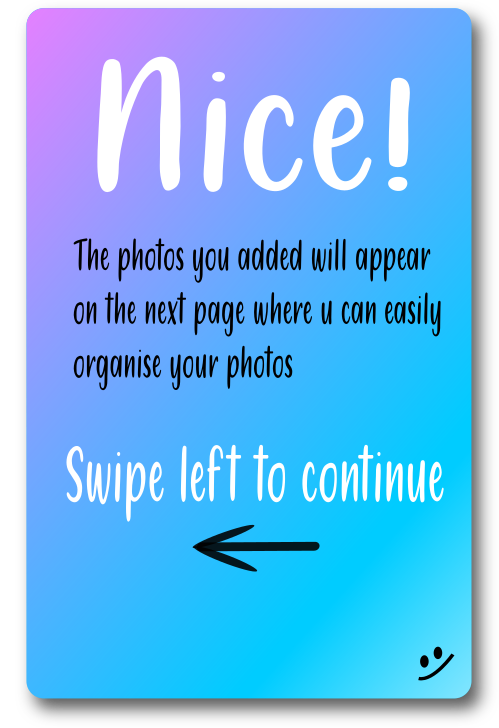 Nice!
The photos you added will appear
on the next page where u can easily
organise your photos
Swipe left to continue